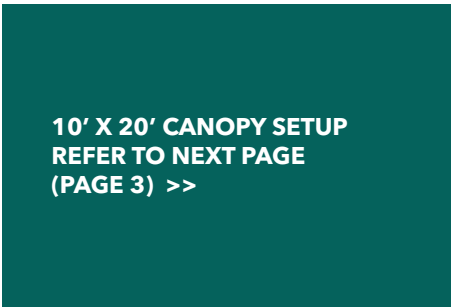 10’ X 20’ CANOPY SETUP
REFER TO NEXT PAGE
(PAGE 3) >>